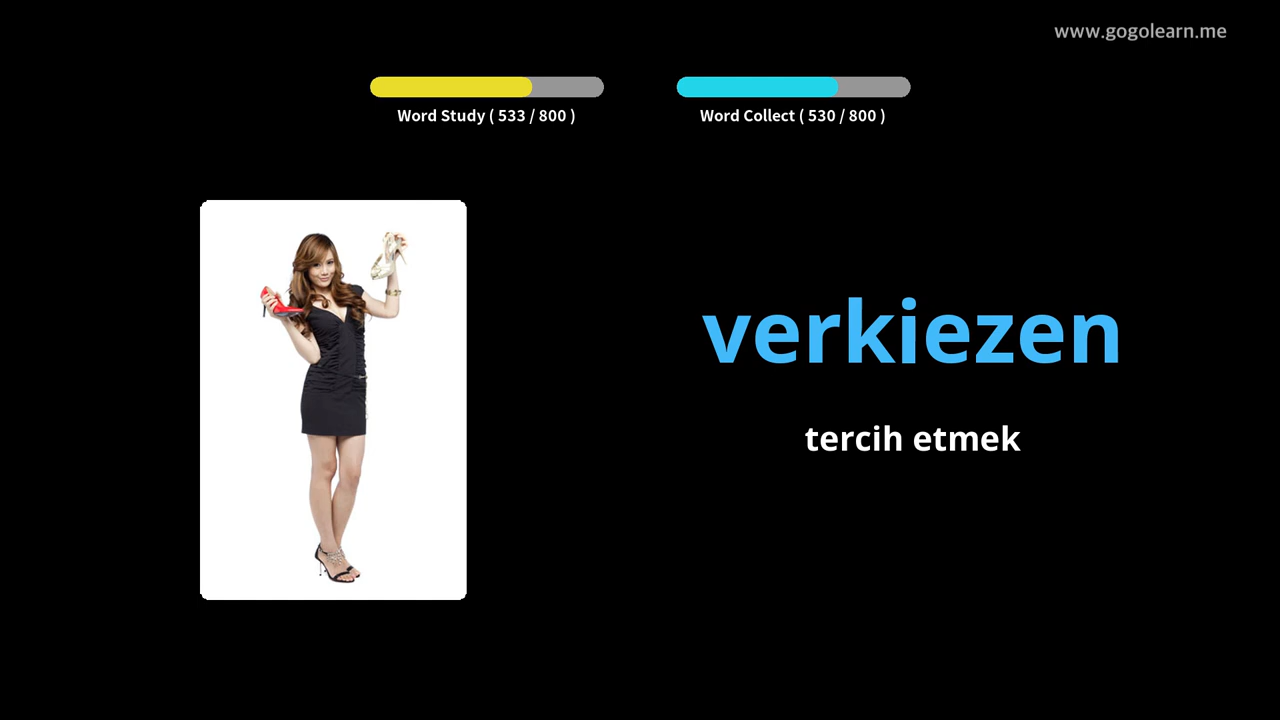 www.gogolearn.me
Word Study ( 533 / 800 )
Word Collect ( 530 / 800 )
verkiezen
tercih etmek